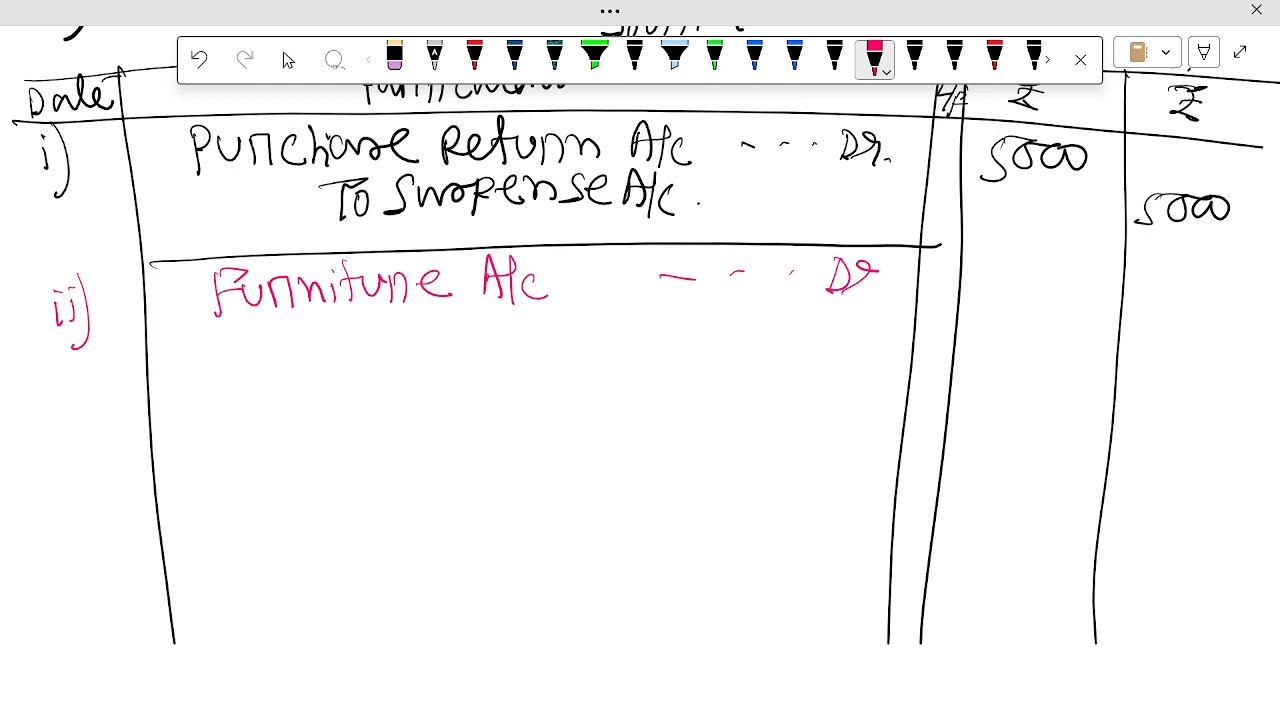 Date ₹ ₹
i) Purchase Return A/c - - - Dr. 5000
To Suspense A/c. 5000
ii) Furniture A/c - - - Dr